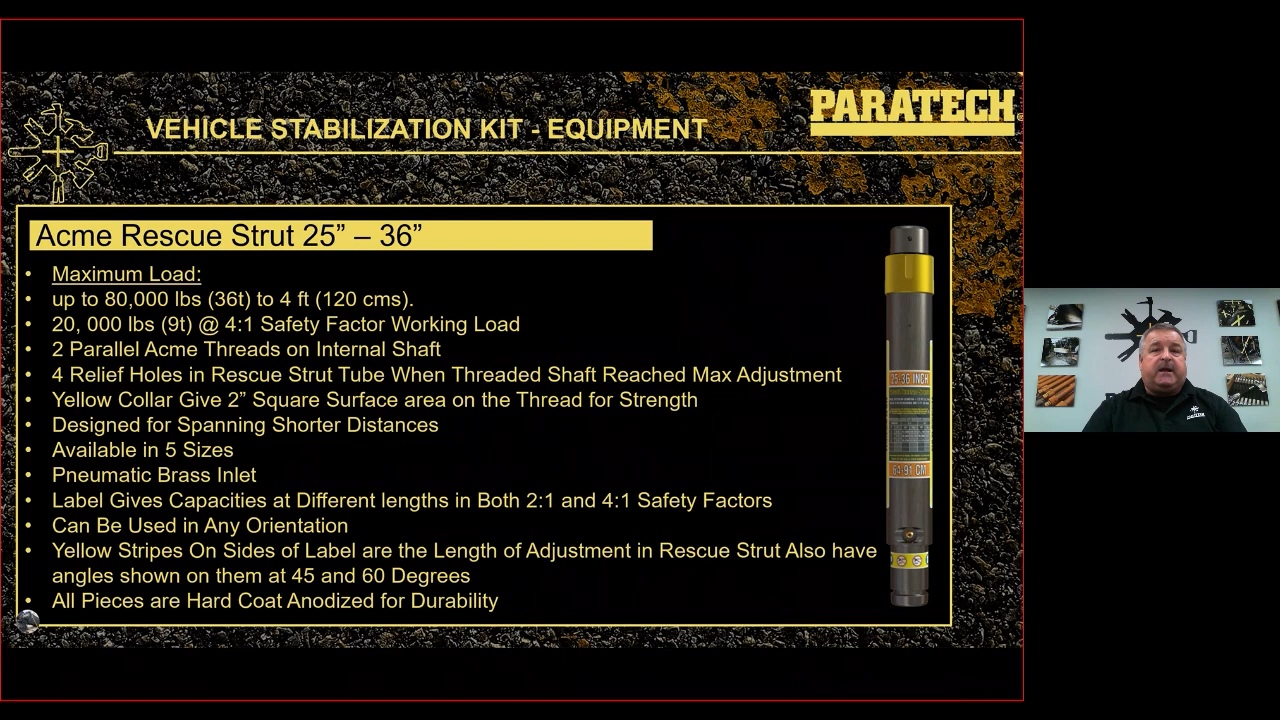 PARATECH
VEHICLE STABILIZATION KIT - EQUIPMENT
Acme Rescue Strut 25” – 36”
• Maximum Load:
• up to 80,000 lbs (36t) to 4 ft (120 cms).
• 20, 000 lbs (9t) @ 4:1 Safety Factor Working Load
• 2 Parallel Acme Threads on Internal Shaft
• 4 Relief Holes in Rescue Strut Tube When Threaded Shaft Reached Max Adjustment
• Yellow Collar Give 2” Square Surface area on the Thread for Strength
• Designed for Spanning Shorter Distances
• Available in 5 Sizes
• Pneumatic Brass Inlet
• Label Gives Capacities at Different lengths in Both 2:1 and 4:1 Safety Factors
• Can Be Used in Any Orientation
• Yellow Stripes On Sides of Label are the Length of Adjustment in Rescue Strut Also have
angles shown on them at 45 and 60 Degrees
• All Pieces are Hard Coat Anodized for Durability
25-36 INCH
64-91 CM